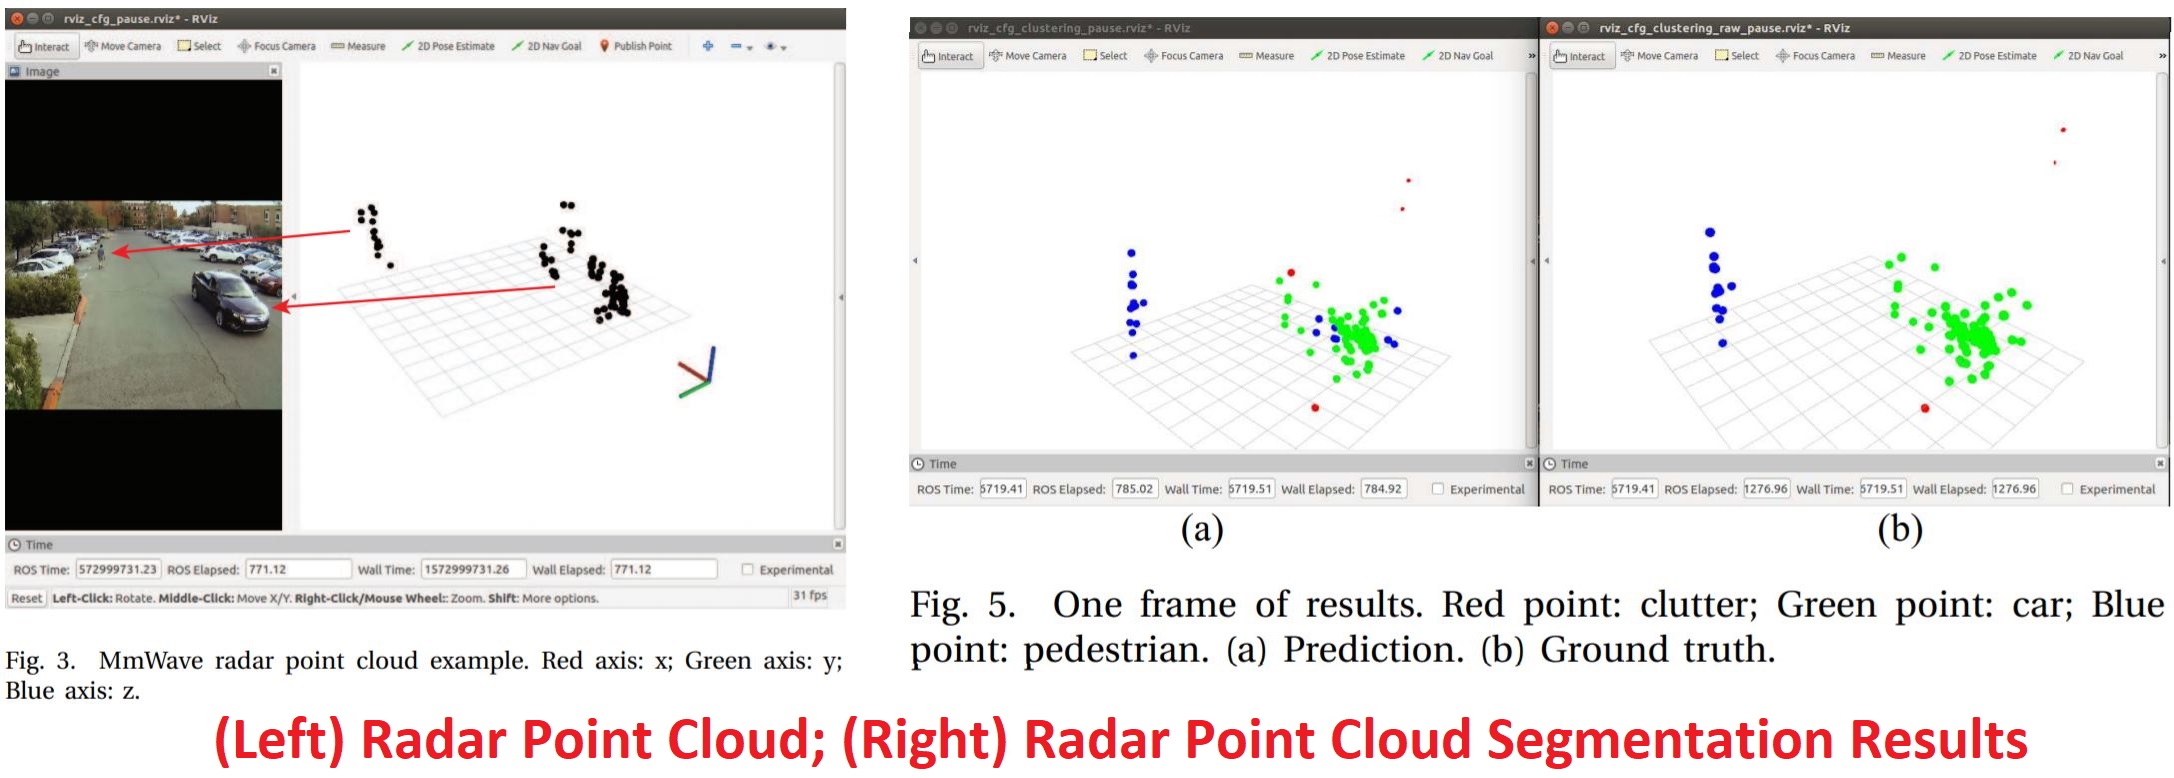 rviz_cfg_pause.rviz* - RViz
Interact Move Camera Select Focus Camera Measure 2D Pose Estimate 2D Nav Goal Publish Point
Image
Time
ROS Time: 572999731.23 ROS Elapsed: 771.12 Wall Time: 1572999731.26 Wall Elapsed: 771.12 Experimental
Reset Left-Click: Rotate. Middle-Click: Move X/Y. Right-Click/Mouse Wheel:: Zoom. Shift: More options. 31 fps
Fig. 3. MmWave radar point cloud example. Red axis: x; Green axis: y;
Blue axis: z.
rviz_cfg_clustering_pause.rviz* - RViz
Interact Move Camera Select Focus Camera Measure 2D Pose Estimate 2D Nav Goal »
Time
ROS Time: 5719.41 ROS Elapsed: 785.02 Wall Time: 5719.51 Wall Elapsed: 784.92 Experimental
(a)
rviz_cfg_clustering_raw_pause.rviz* - RViz
Interact Move Camera Select Focus Camera Measure 2D Pose Estimate 2D Nav Goal »
Time
ROS Time: 5719.41 ROS Elapsed: 1276.96 Wall Time: 5719.51 Wall Elapsed: 1276.96 Experimental
(b)
Fig. 5. One frame of results. Red point: clutter; Green point: car; Blue
point: pedestrian. (a) Prediction. (b) Ground truth.
(Left) Radar Point Cloud; (Right) Radar Point Cloud Segmentation Results